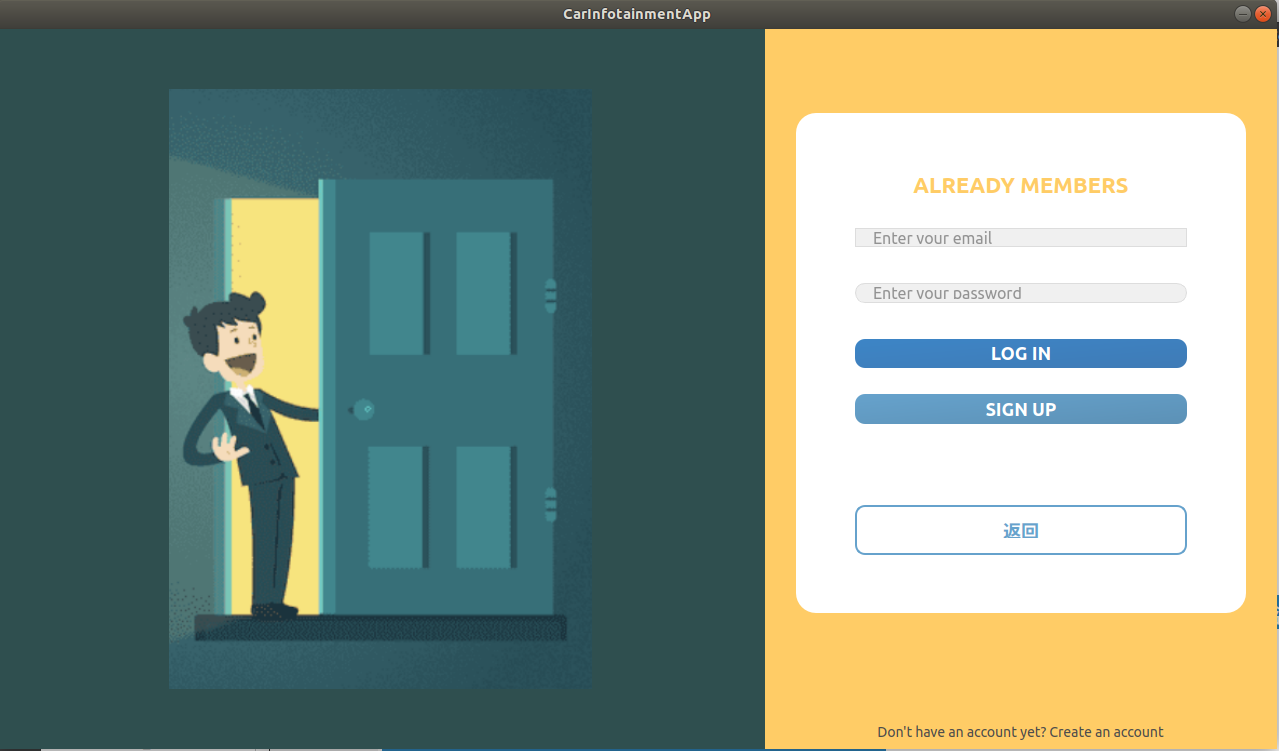 CarInfotainmentApp
ALREADY MEMBERS
Enter your email
Enter your password
LOG IN
SIGN UP
返回
Don't have an account yet? Create an account